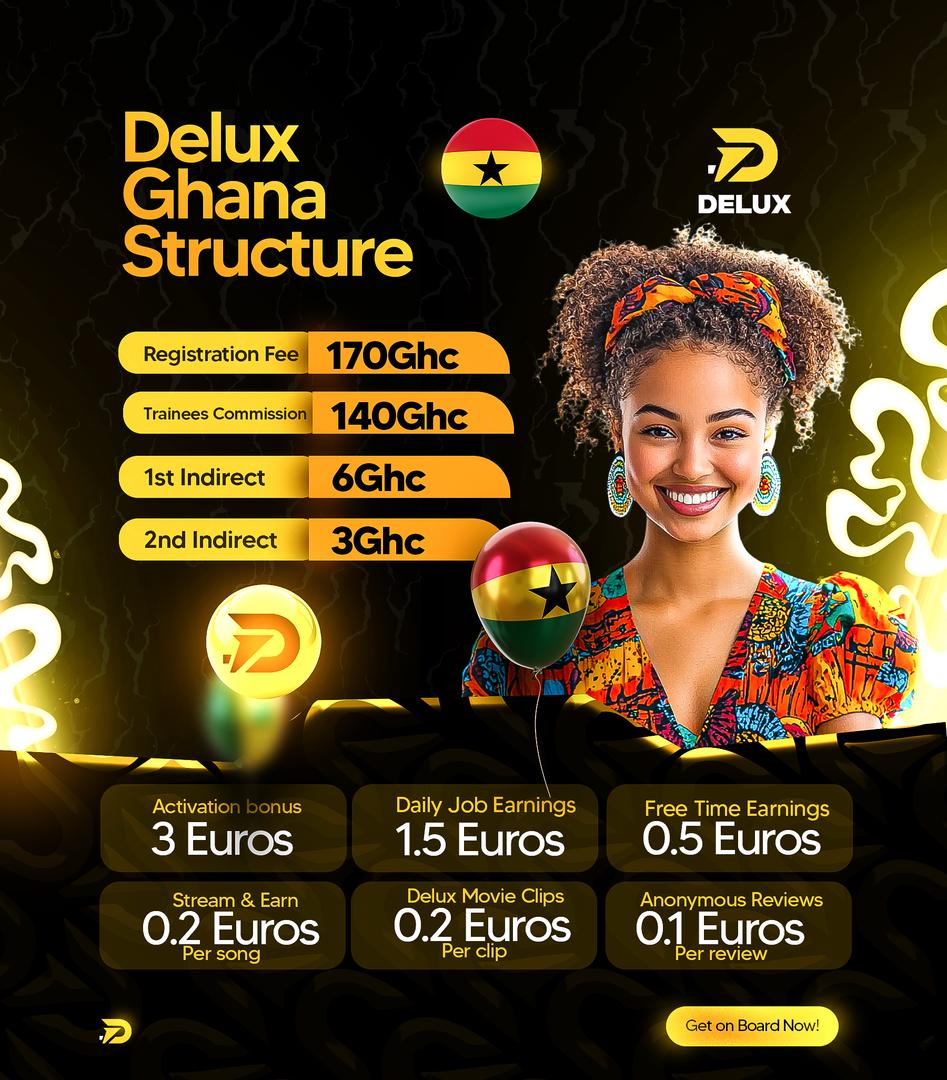 Delux
Ghana
Structure
DELUX
Registration Fee 170Ghc
Trainees Commission 140Ghc
1st Indirect 6Ghc
2nd Indirect 3Ghc
Activation bonus
3 Euros
Daily Job Earnings
1.5 Euros
Free Time Earnings
0.5 Euros
Stream & Earn
0.2 Euros
Per song
Delux Movie Clips
0.2 Euros
Per clip
Anonymous Reviews
0.1 Euros
Per review
Get on Board Now!